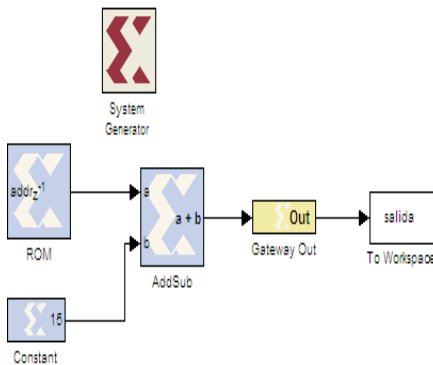 System
Generator
addr z⁻¹
ROM
a
b
a + b
AddSub
Out
Gateway Out
salida
To Workspace
15
Constant